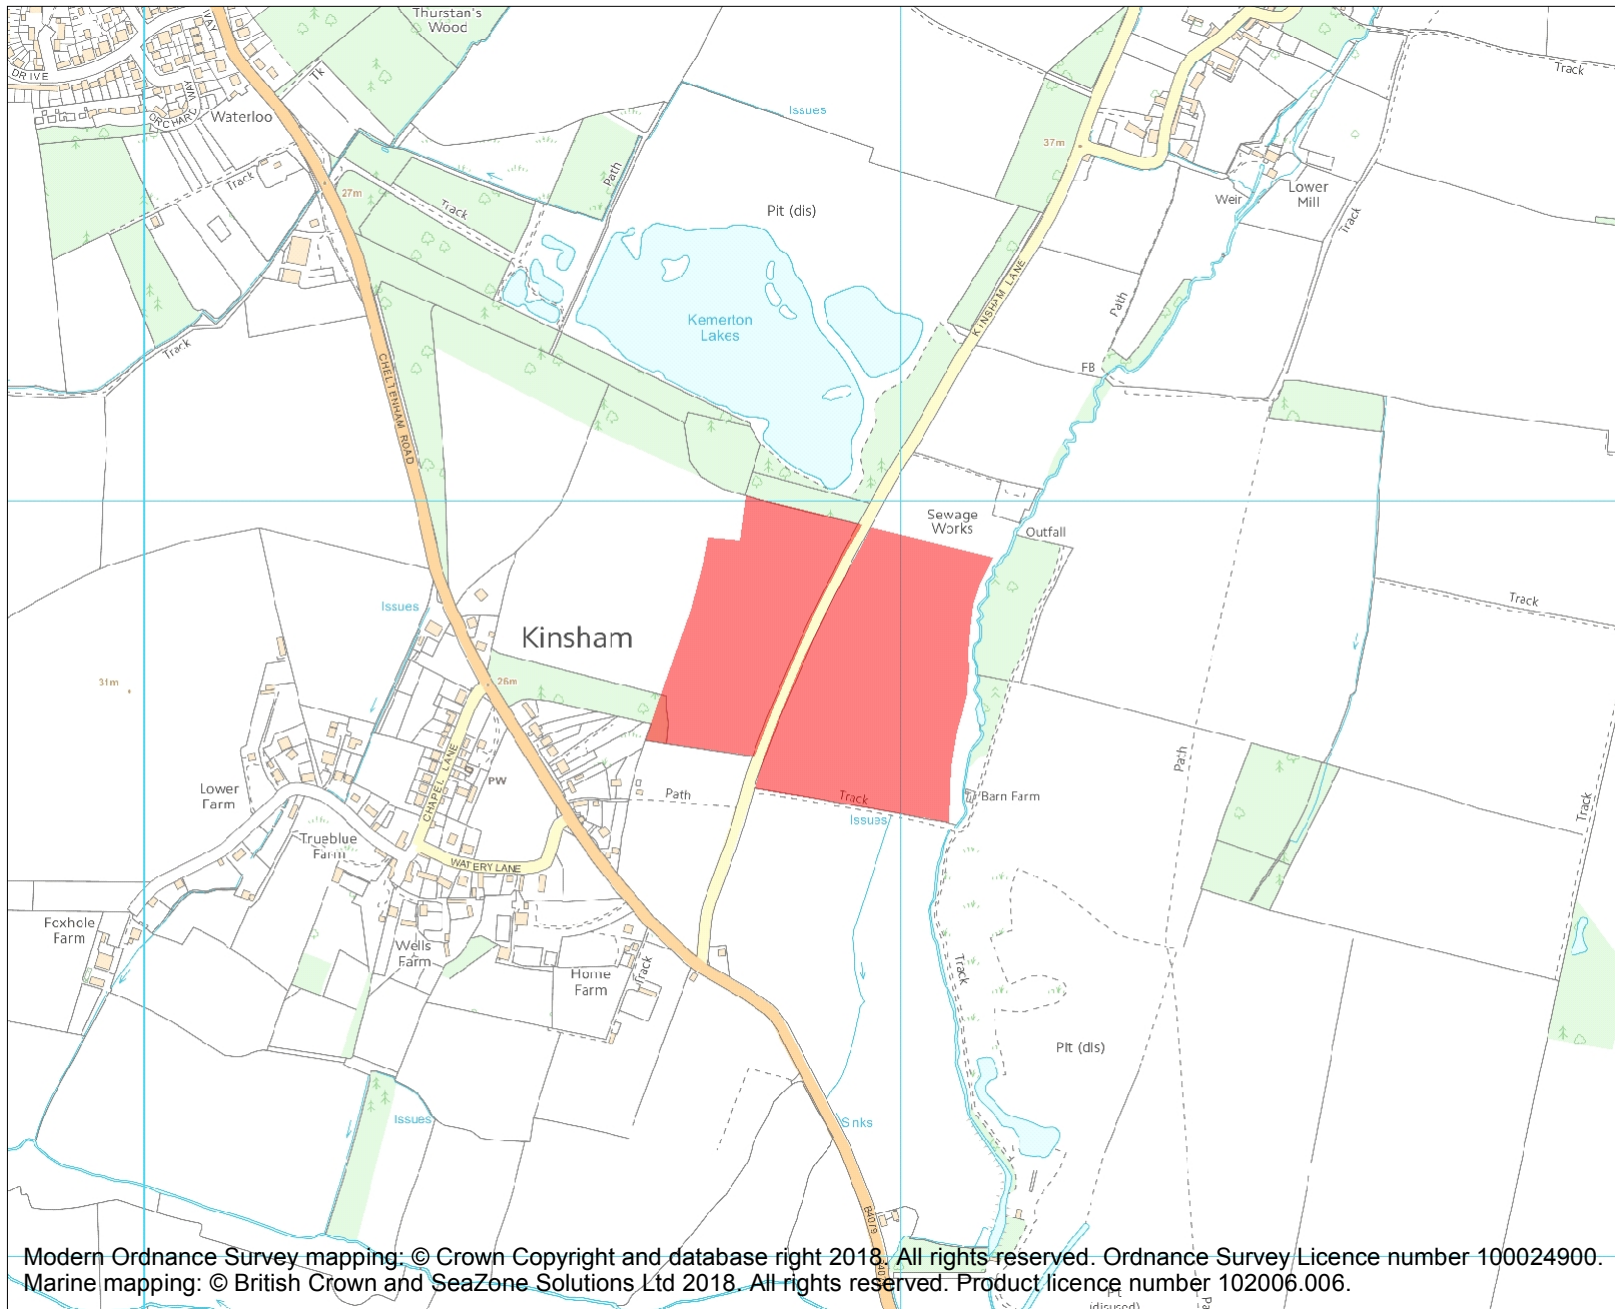 Thurstan's
Wood
WAY
DRIVE
WAY
ORCHARD
Waterloo
Tk
Track
27m
Track
Path
Issues
Pit (dis)
37m
Track
Weir
Lower
Mill
Track
Track
KINSHAM LANE
Path
Kemerton
Lakes
FB
CHELTENHAM ROAD
Sewage
Works
Outfall
Issues
Kinsham
Track
31m
26m
Path
Lower
Farm
CHAPEL LANE
PW
Path
Track
Issues
Barn Farm
Track
Trueblue
Farm
WATERY LANE
Foxhole
Farm
Wells
Farm
Home
Farm
Track
Track
Pit (dis)
Issues
Sinks
B4079
Modern Ordnance Survey mapping: © Crown Copyright and database right 2018. All rights reserved. Ordnance Survey Licence number 100024900.
Marine mapping: © British Crown and SeaZone Solutions Ltd 2018. All rights reserved. Product licence number 102006.006.
(disused)